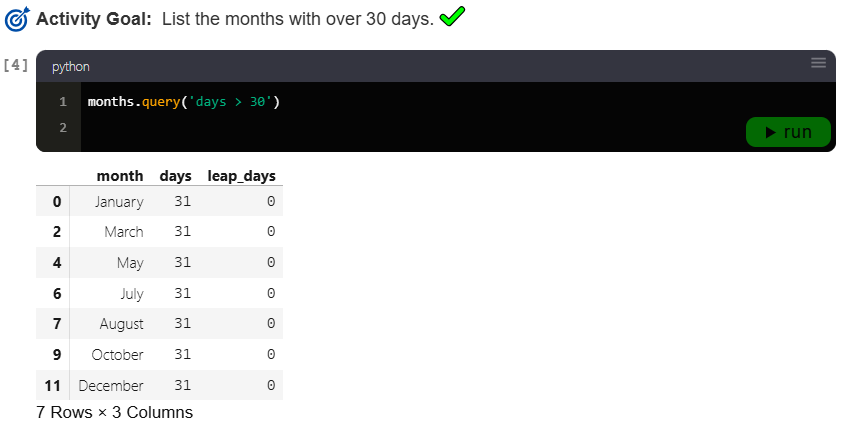 Activity Goal: List the months with over 30 days.
[4] python
1 months.query('days > 30')
2
run
month days leap_days
0 January 31 0
2 March 31 0
4 May 31 0
6 July 31 0
7 August 31 0
9 October 31 0
11 December 31 0
7 Rows × 3 Columns